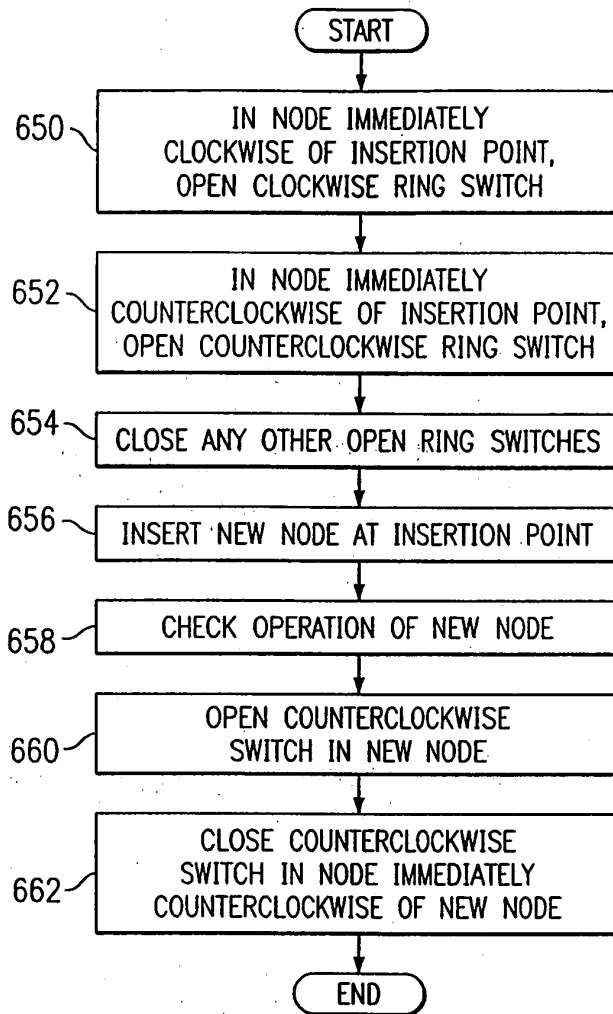 START
650
IN NODE IMMEDIATELY
CLOCKWISE OF INSERTION POINT,
OPEN CLOCKWISE RING SWITCH
652
IN NODE IMMEDIATELY
COUNTERCLOCKWISE OF INSERTION POINT,
OPEN COUNTERCLOCKWISE RING SWITCH
654
CLOSE ANY OTHER OPEN RING SWITCHES
656
INSERT NEW NODE AT INSERTION POINT
658
CHECK OPERATION OF NEW NODE
660
OPEN COUNTERCLOCKWISE
SWITCH IN NEW NODE
662
CLOSE COUNTERCLOCKWISE
SWITCH IN NODE IMMEDIATELY
COUNTERCLOCKWISE OF NEW NODE
END